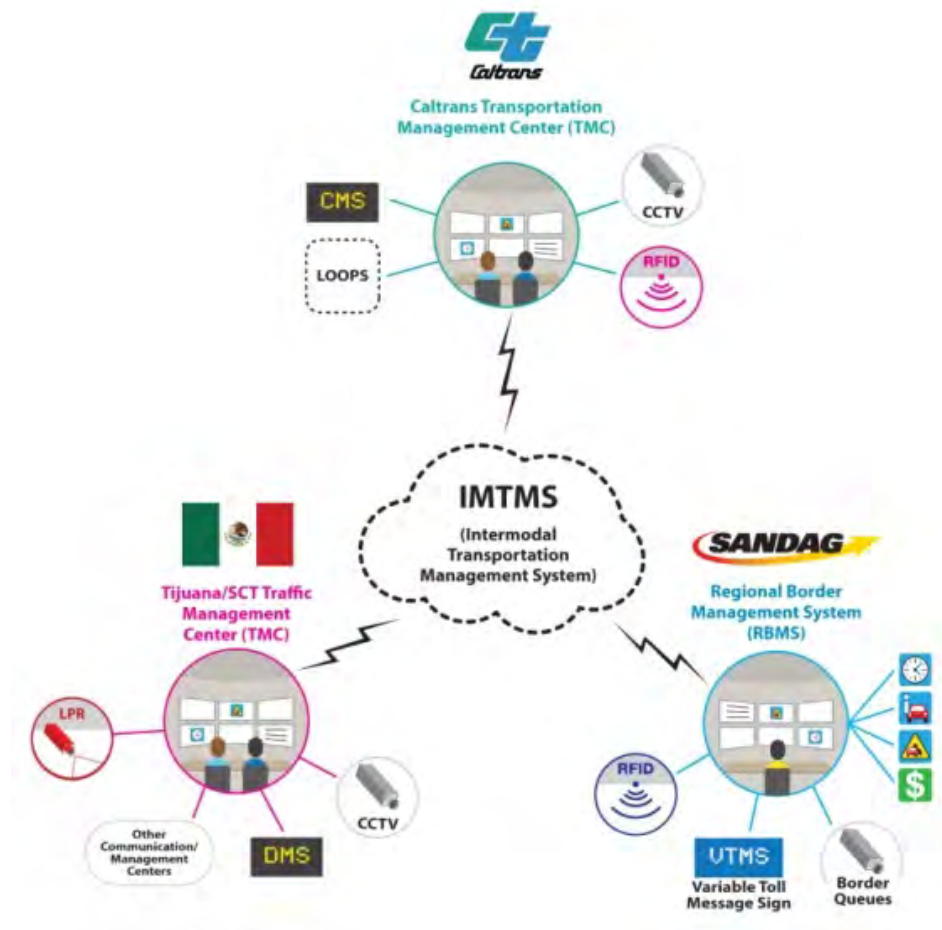 Caltrans
Caltrans Transportation
Management Center (TMC)
CMS
CCTV
LOOPS
RFID
IMTMS
(Intermodal
Transportation
Management System)
Tijuana/SCT Traffic
Management
Center (TMC)
LPR
CCTV
Other
Communication/
Management
Centers
DMS
SANDAG
Regional Border
Management System
(RBMS)
i
$
RFID
VTMS
Variable Toll
Message Sign
Border
Queues